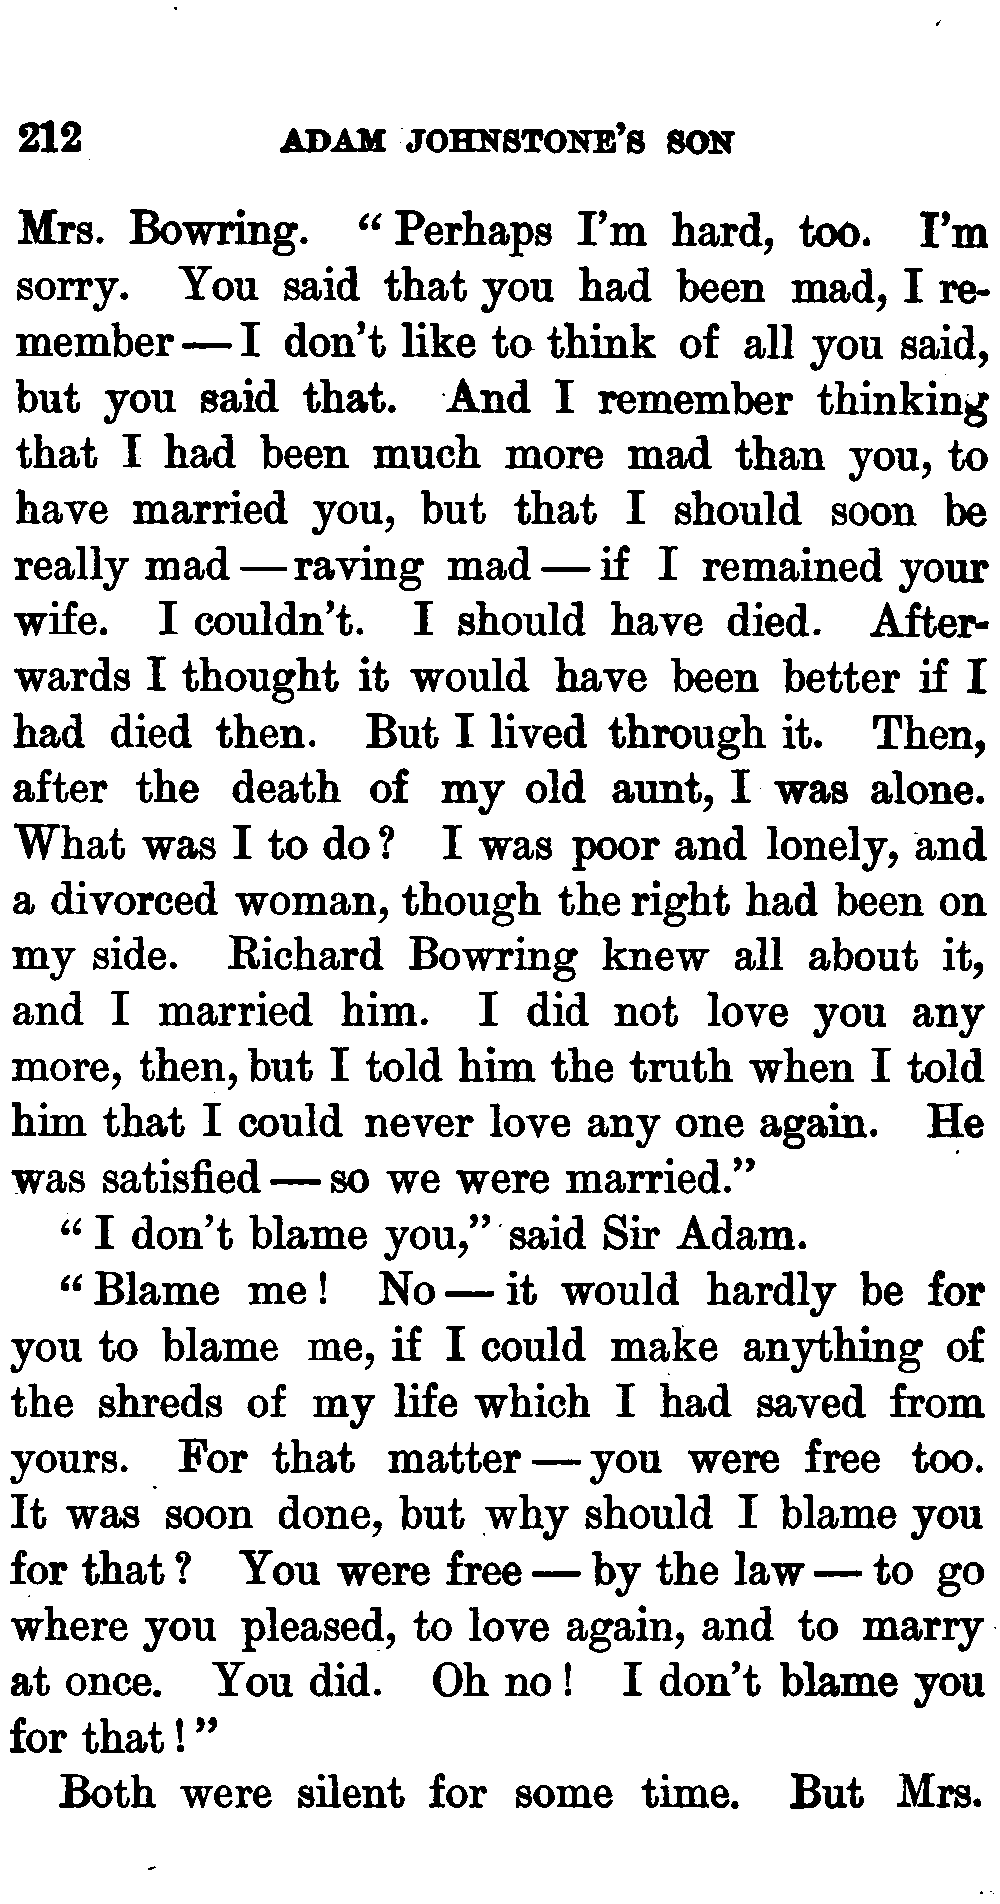 212 ADAM JOHNSTONE'S SON
Mrs. Bowring. "Perhaps I'm hard, too. I'm
sorry. You said that you had been mad, I re-
member — I don't like to think of all you said,
but you said that. And I remember thinking
that I had been much more mad than you, to
have married you, but that I should soon be
really mad — raving mad — if I remained your
wife. I couldn't. I should have died. After-
wards I thought it would have been better if I
had died then. But I lived through it. Then,
after the death of my old aunt, I was alone.
What was I to do? I was poor and lonely, and
a divorced woman, though the right had been on
my side. Richard Bowring knew all about it,
and I married him. I did not love you any
more, then, but I told him the truth when I told
him that I could never love any one again. He
was satisfied — so we were married."
"I don't blame you," said Sir Adam.
"Blame me! No — it would hardly be for
you to blame me, if I could make anything of
the shreds of my life which I had saved from
yours. For that matter — you were free too.
It was soon done, but why should I blame you
for that? You were free — by the law — to go
where you pleased, to love again, and to marry
at once. You did. Oh no! I don't blame you
for that!"
Both were silent for some time. But Mrs.